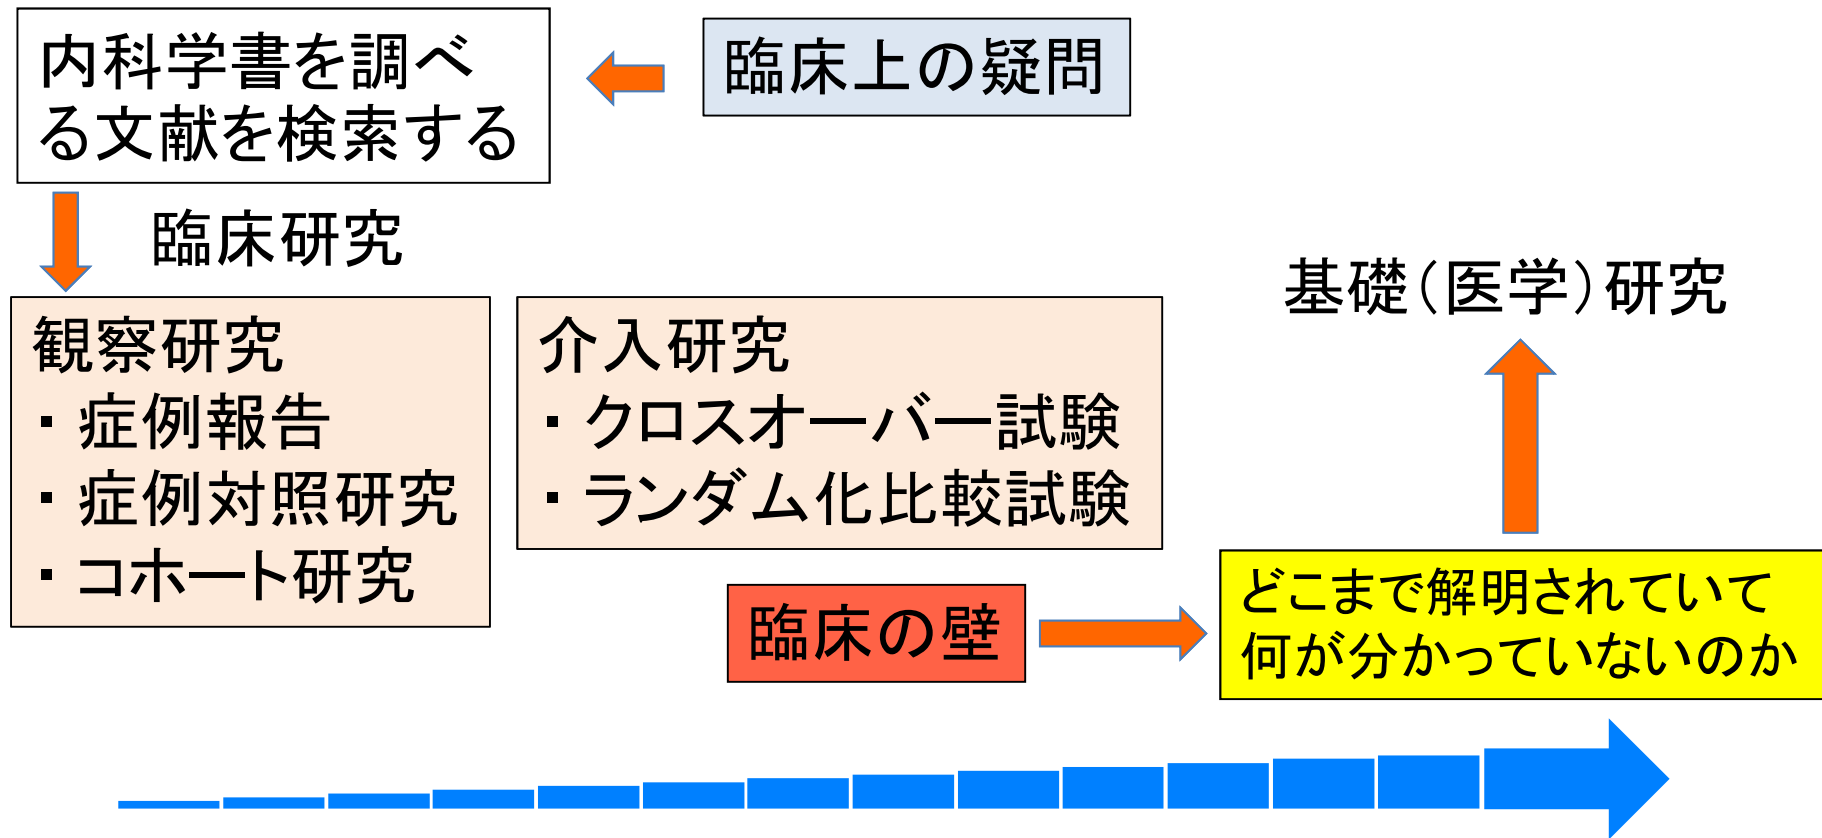 臨床上の疑問
内科学書を調べ
る文献を検索する
臨床研究
観察研究
・症例報告
・症例対照研究
・コホート研究
介入研究
・クロスオーバー試験
・ランダム化比較試験
臨床の壁
どこまで解明されていて
何が分かっていないのか
基礎（医学）研究